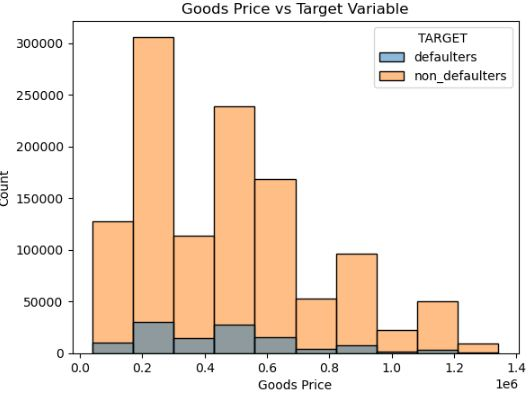 Goods Price vs Target Variable
TARGET
defaulters
non_defaulters
300000
250000
200000
150000
100000
50000
0
Count
0.0 0.2 0.4 0.6 0.8 1.0 1.2 1.4
1e6
Goods Price